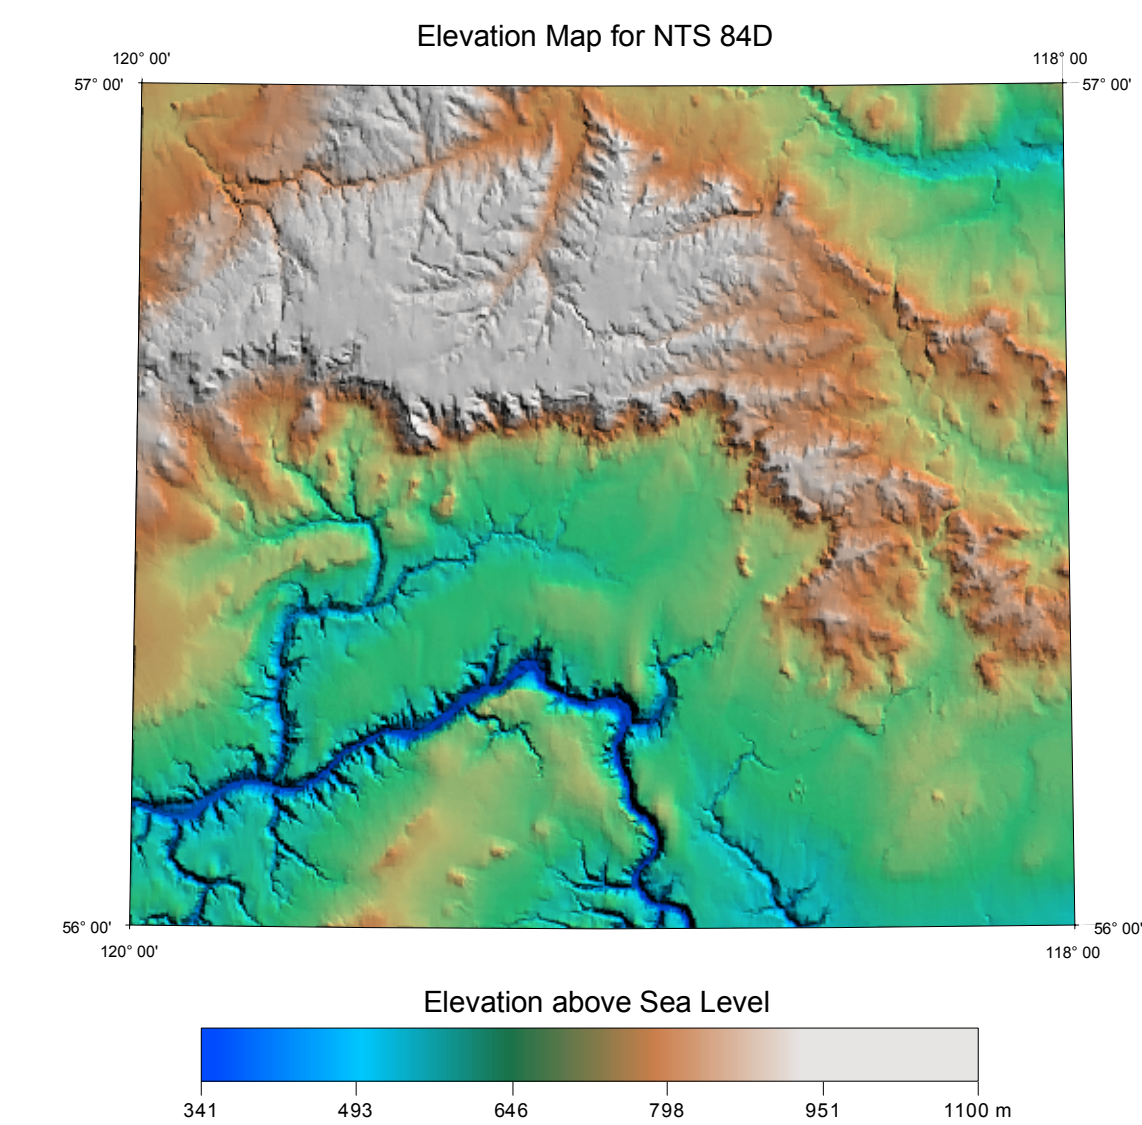 Elevation Map for NTS 84D
120° 00' 118° 00
57° 00' 57° 00'
56° 00' 56° 00'
120° 00' 118° 00
Elevation above Sea Level
341 493 646 798 951 1100 m